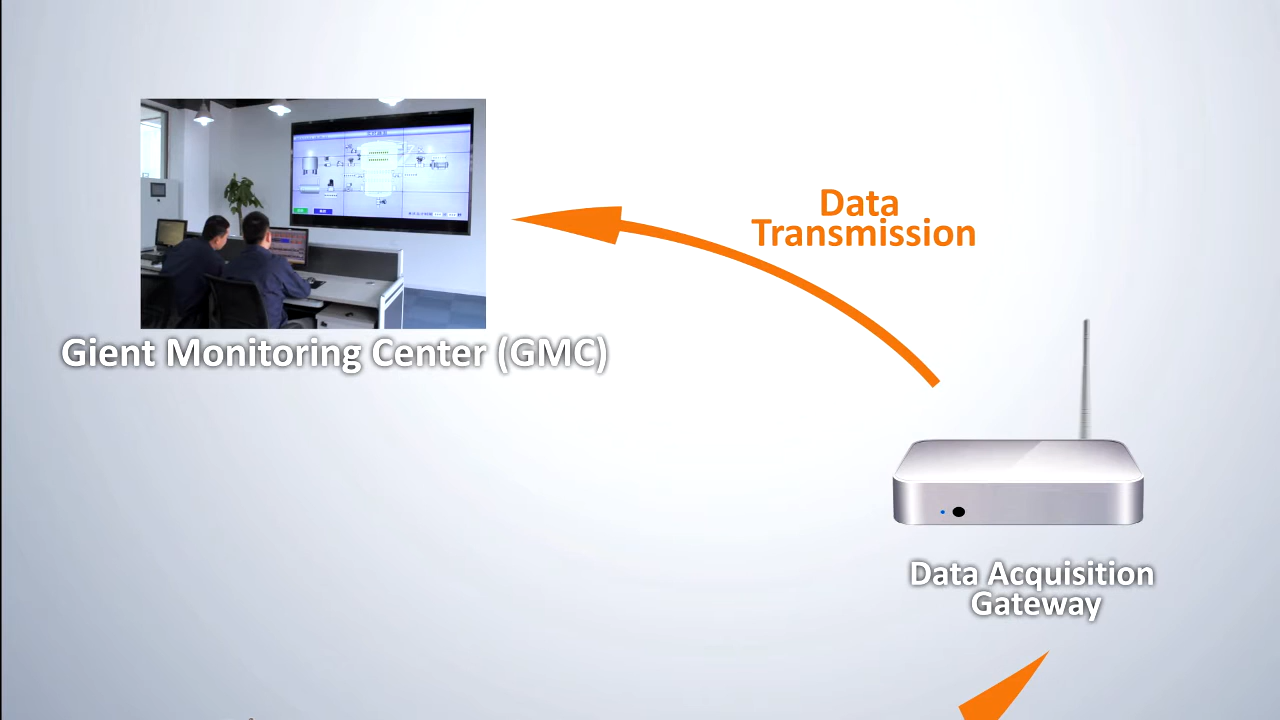 Data
Transmission
Gient Monitoring Center (GMC)
Data Acquisition
Gateway